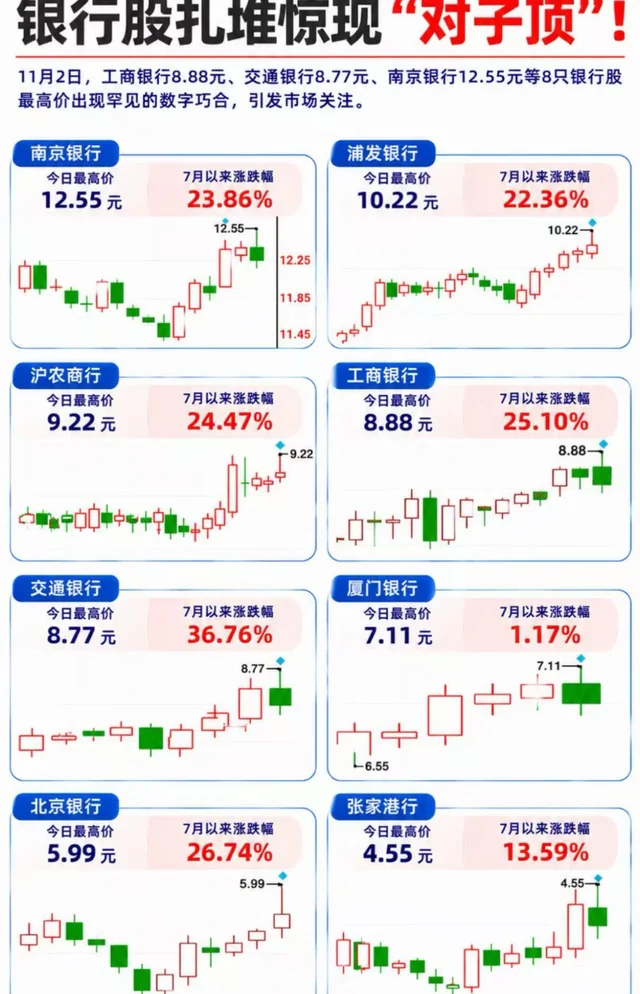 银行股扎堆惊现“对子顶”!
11月2日，工商银行8.88元、交通银行8.77元、南京银行12.55元等8只银行股
最高价出现罕见的数字巧合，引发市场关注。
南京银行
今日最高价
12.55元
7月以来涨跌幅
23.86%
12.55
12.25
11.85
11.45
浦发银行
今日最高价
10.22元
7月以来涨跌幅
22.36%
10.22
沪农商行
今日最高价
9.22元
7月以来涨跌幅
24.47%
9.22
工商银行
今日最高价
8.88元
7月以来涨跌幅
25.10%
8.88
交通银行
今日最高价
8.77元
7月以来涨跌幅
36.76%
8.77
厦门银行
今日最高价
7.11元
7月以来涨跌幅
1.17%
7.11
6.55
北京银行
今日最高价
5.99元
7月以来涨跌幅
26.74%
5.99
张家港行
今日最高价
4.55元
7月以来涨跌幅
13.59%
4.55